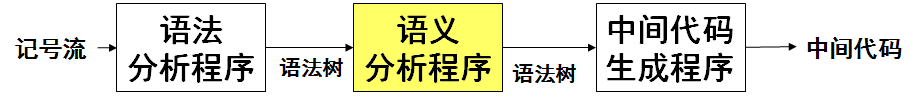 记号流
语法
分析程序
语法树
语义
分析程序
语法树
中间代码
生成程序
中间代码